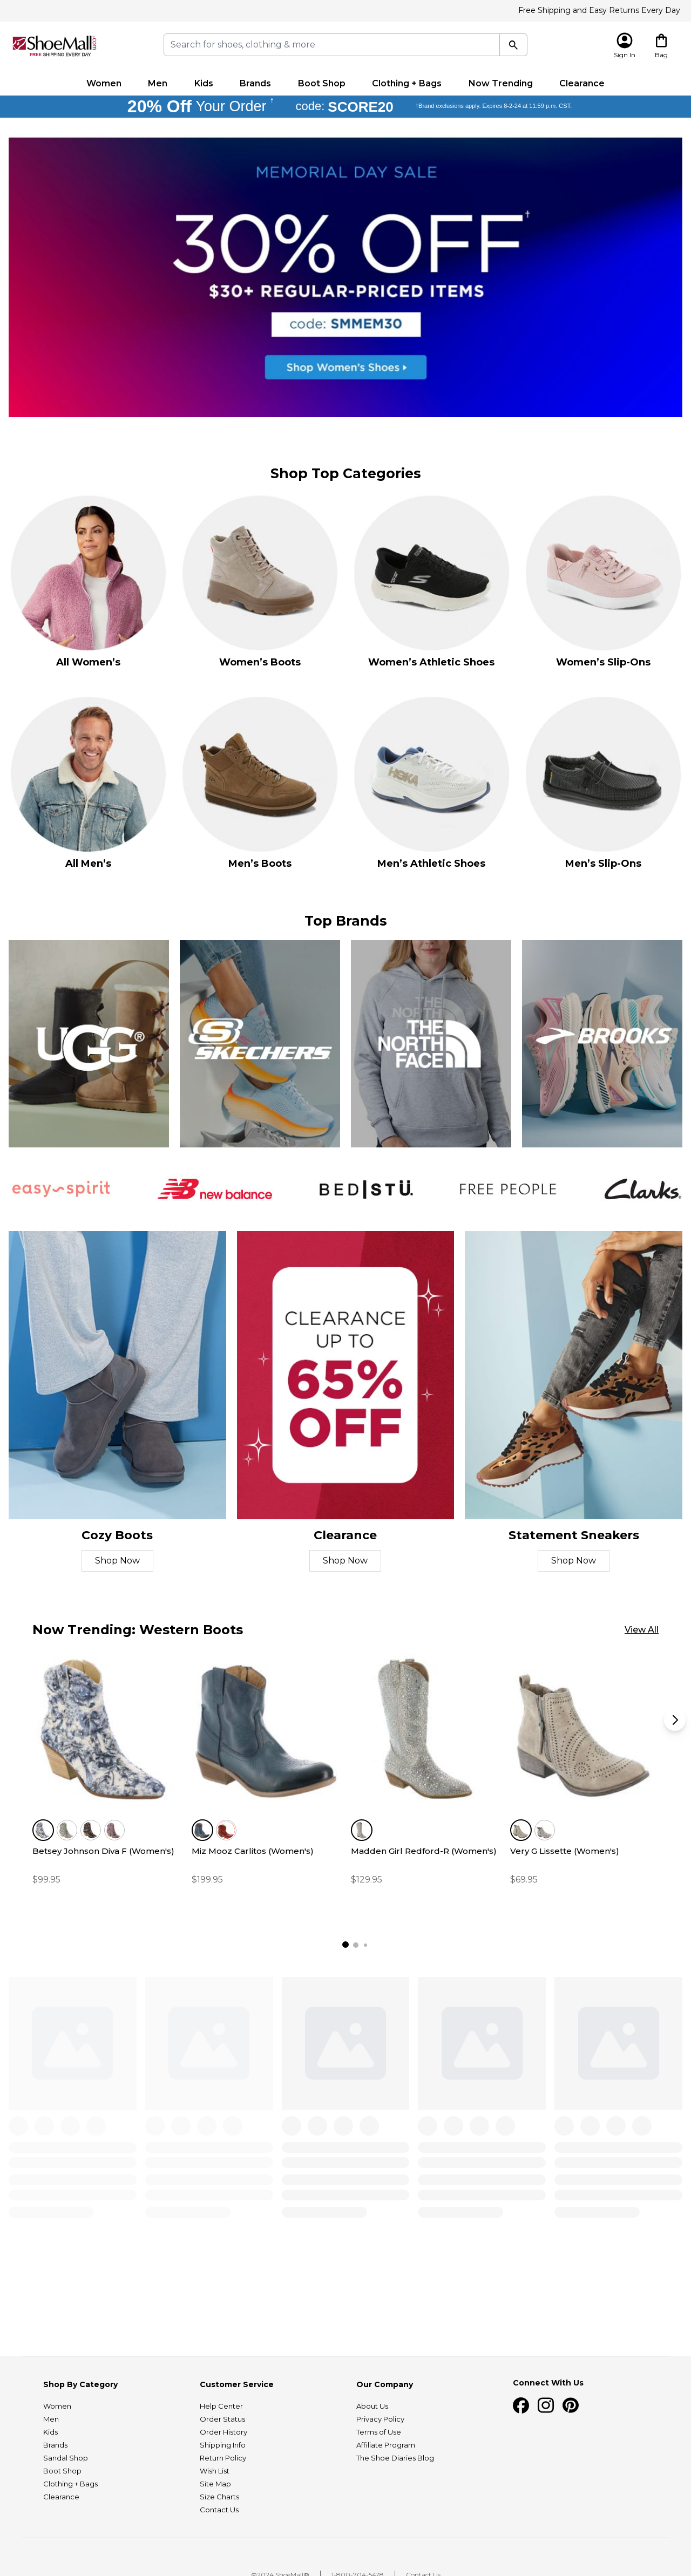 Free Shipping and Easy Returns Every Day
ShoeMall
FREE SHIPPING EVERY DAY
Search for shoes, clothing & more
Sign In
Bag
Women
Men
Kids
Brands
Boot Shop
Clothing + Bags
Now Trending
Clearance
20% Off Your Order † code: SCORE20 †Brand exclusions apply. Expires 8-2-24 at 11:59 p.m. CST.
MEMORIAL DAY SALE
30% OFF†
$30+ REGULAR-PRICED ITEMS
code: SMMEM30
Shop Women's Shoes
Shop Top Categories
All Women's
Women's Boots
Women's Athletic Shoes
Women's Slip-Ons
All Men's
Men's Boots
Men's Athletic Shoes
Men's Slip-Ons
Top Brands
UGG®
SKECHERS
THE NORTH FACE
BROOKS
easy spirit
new balance
BED|STÜ.
FREE PEOPLE
Clarks.
CLEARANCE
UP TO
65%
OFF
Cozy Boots
Clearance
Statement Sneakers
Shop Now
Shop Now
Shop Now
Now Trending: Western Boots
View All
Betsey Johnson Diva F (Women's)
Miz Mooz Carlitos (Women's)
Madden Girl Redford-R (Women's)
Very G Lissette (Women's)
$99.95
$199.95
$129.95
$69.95
Shop By Category
Women
Men
Kids
Brands
Sandal Shop
Boot Shop
Clothing + Bags
Clearance
Customer Service
Help Center
Order Status
Order History
Shipping Info
Return Policy
Wish List
Site Map
Size Charts
Contact Us
Our Company
About Us
Privacy Policy
Terms of Use
Affiliate Program
The Shoe Diaries Blog
Connect With Us
©2024 ShoeMall®
1-800-704-5478
Contact Us